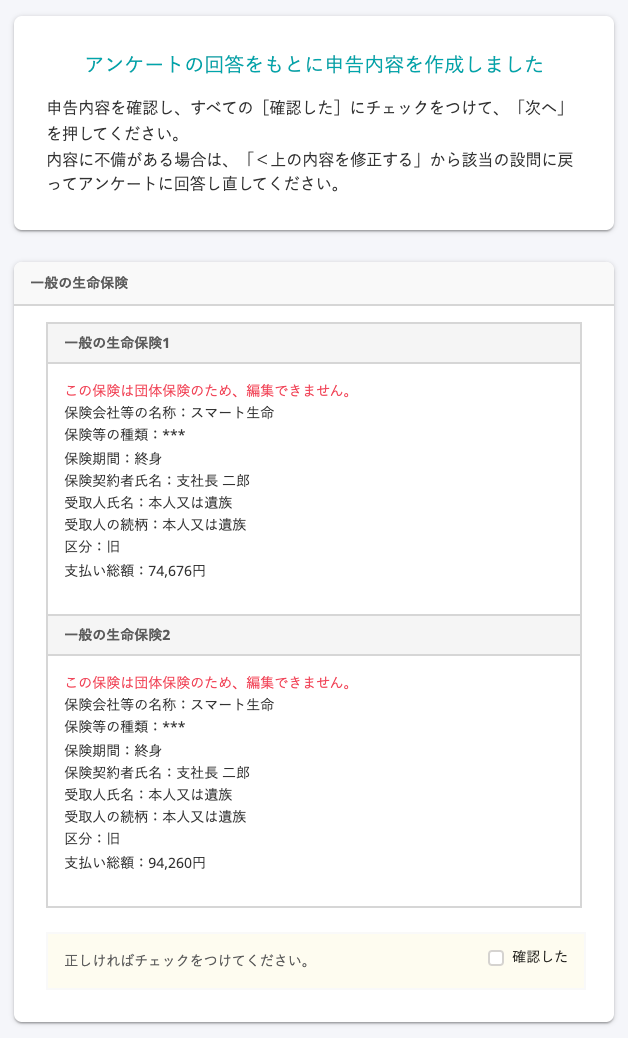 アンケートの回答をもとに申告内容を作成しました
申告内容を確認し、すべての［確認した］にチェックをつけて、「次へ」
を押してください。
内容に不備がある場合は、「＜上の内容を修正する」から該当の設問に戻
ってアンケートに回答し直してください。
一般の生命保険
一般の生命保険1
この保険は団体保険のため、編集できません。
保険会社等の名称：スマート生命
保険等の種類：***
保険期間：終身
保険契約者氏名：支社長 二郎
受取人氏名：本人又は遺族
受取人の続柄：本人又は遺族
区分：旧
支払い総額：74,676円
一般の生命保険2
この保険は団体保険のため、編集できません。
保険会社等の名称：スマート生命
保険等の種類：***
保険期間：終身
保険契約者氏名：支社長 二郎
受取人氏名：本人又は遺族
受取人の続柄：本人又は遺族
区分：旧
支払い総額：94,260円
正しければチェックをつけてください。
確認した